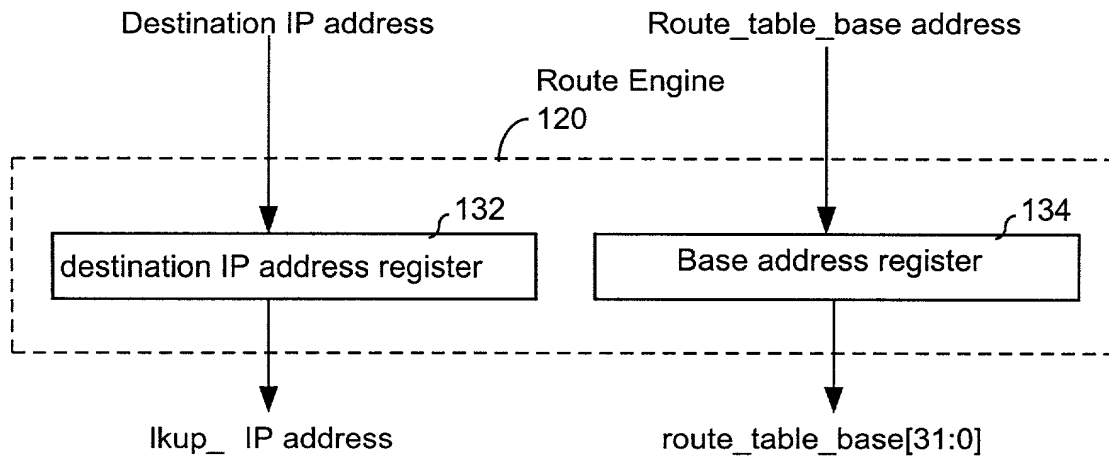 Destination IP address
Route_table_base address
Route Engine
120
132
134
destination IP address register
Base address register
lkup_ IP address
route_table_base[31:0]